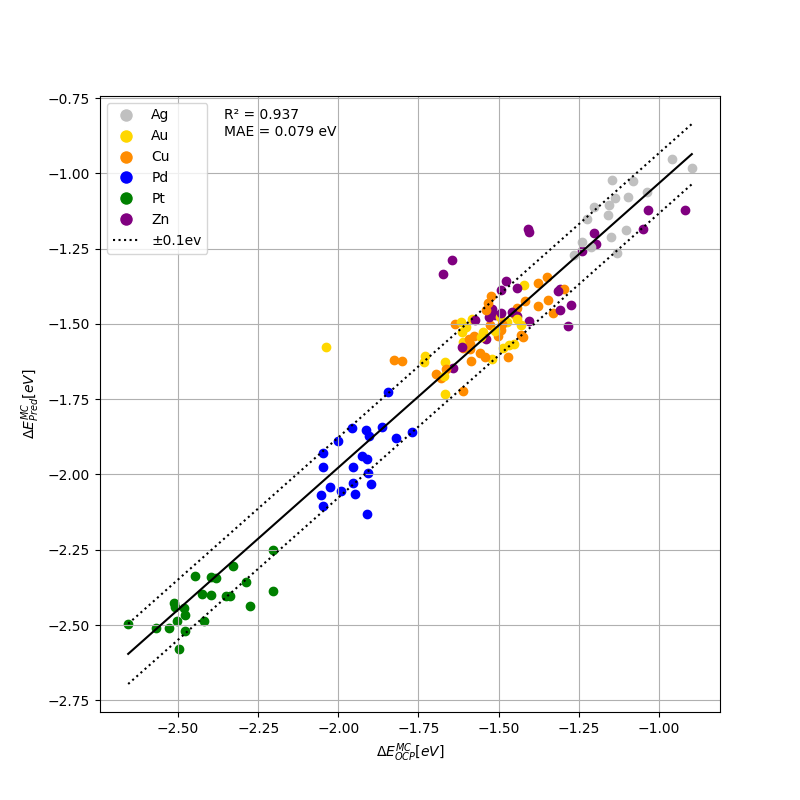 R² = 0.937
MAE = 0.079 eV
Ag
Au
Cu
Pd
Pt
Zn
±0.1ev
−0.75
−1.00
−1.25
−1.50
−1.75
−2.00
−2.25
−2.50
−2.75
−2.50
−2.25
−2.00
−1.75
−1.50
−1.25
−1.00
ΔE^{MC}_{OCP}[eV]
ΔE^{MC}_{Pred}[eV]